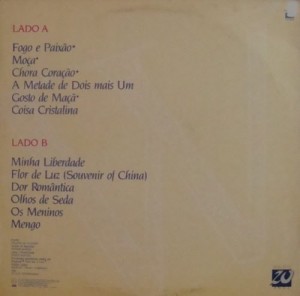 LADO A
Fogo e Paixão*
Moça*
Chora Coração*
A Metade de Dois mais Um
Gosto de Maçã*
Coisa Cristalina
LADO B
Minha Liberdade
Flor de Luz (Souvenir of China)
Dor Romântica
Olhos de Seda
Os Meninos
Mengo